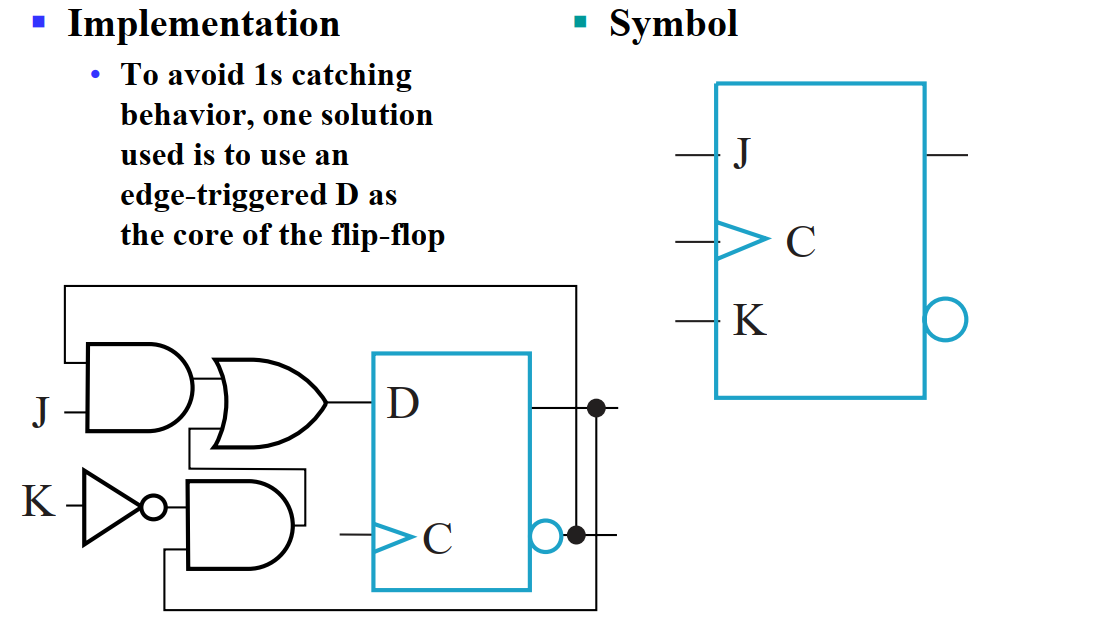 Implementation
To avoid 1s catching
behavior, one solution
used is to use an
edge-triggered D as
the core of the flip-flop
Symbol
J
C
K
J
K
D
C